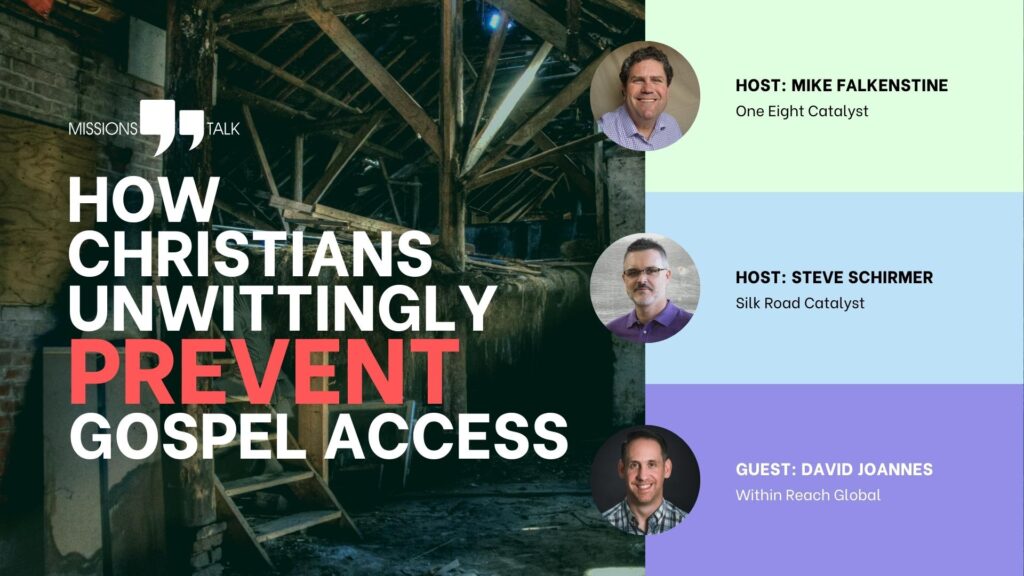 MISSIONS TALK
HOW
CHRISTIANS
UNWITTINGLY
PREVENT
GOSPEL ACCESS
HOST: MIKE FALKENSTINE
One Eight Catalyst
HOST: STEVE SCHIRMER
Silk Road Catalyst
GUEST: DAVID JOANNES
Within Reach Global